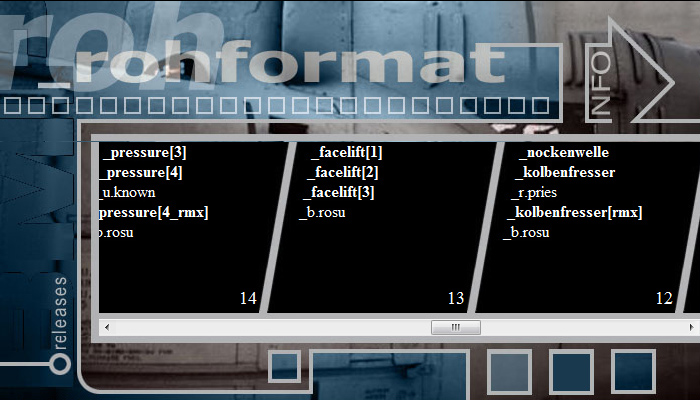 roh
_rohformat
INFO
_pressure[3]
_pressure[4]
_u.known
pressure[4_rmx]
b.rosu
14
_facelift[1]
_facelift[2]
_facelift[3]
_b.rosu
13
_nockenwelle
_kolbenfresser
_r.pries
_kolbenfresser[rmx]
_b.rosu
12
releases